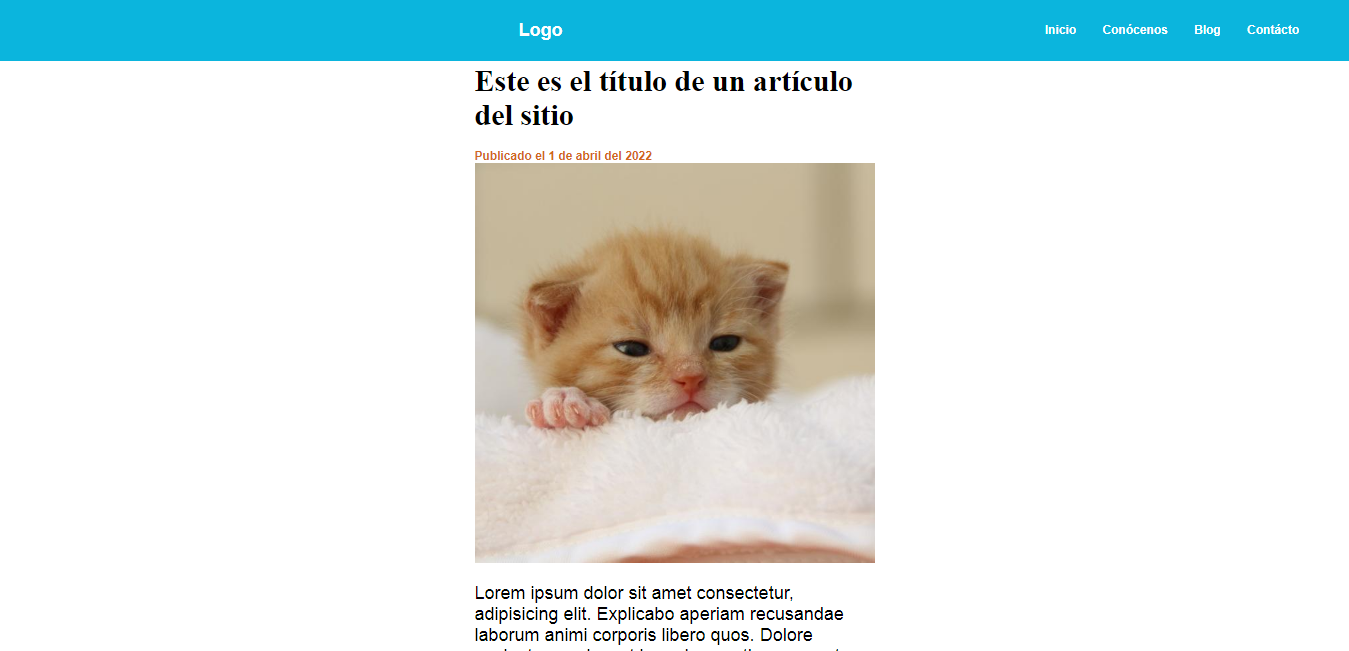 Logo
Inicio Conócenos Blog Contácto
Este es el título de un artículo
del sitio
Publicado el 1 de abril del 2022
Lorem ipsum dolor sit amet consectetur,
adipisicing elit. Explicabo aperiam recusandae
laborum animi corporis libero quos. Dolore